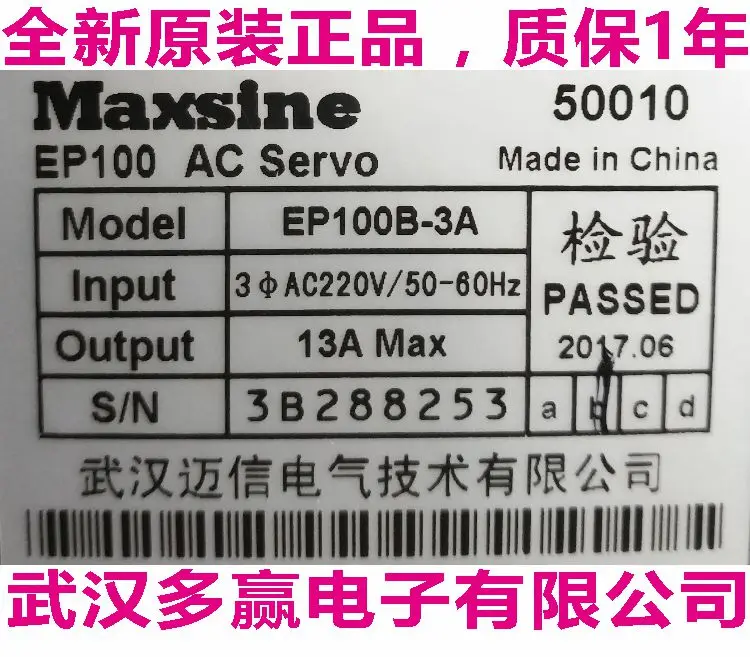 全新原装正品，质保1年
Maxsine 50010
EP100 AC Servo Made in China
Model EP100B-3A 检验
Input 3ΦAC220V/50-60Hz PASSED
Output 13A Max 2017.06
S/N 3B288253 a b c d
武汉迈信电气技术有限公司
武汉多赢电子有限公司